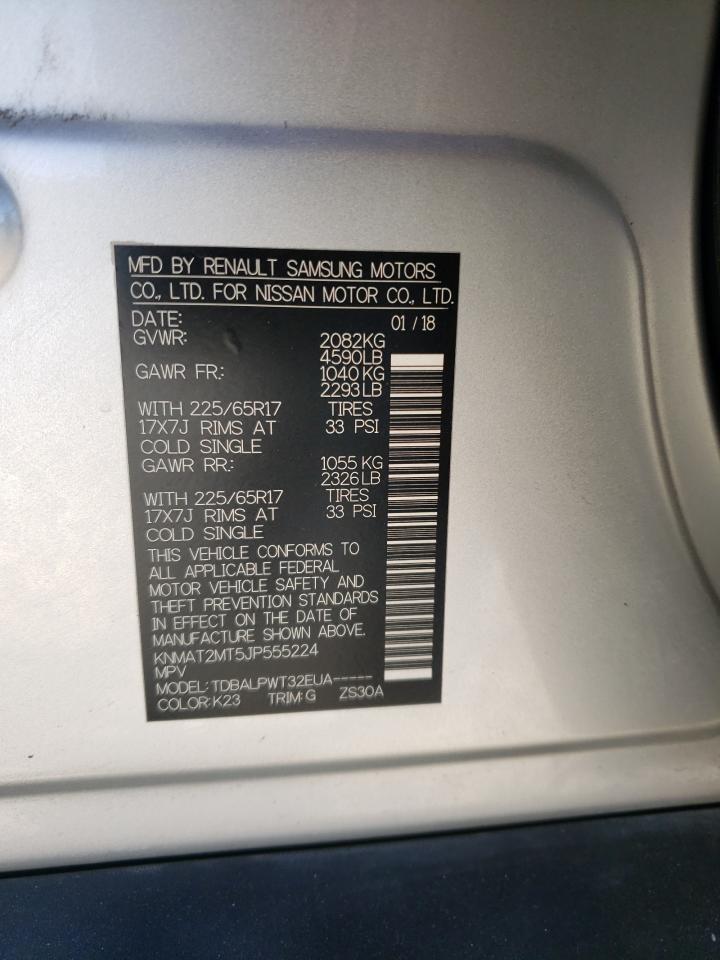 MFD BY RENAULT SAMSUNG MOTORS
CO., LTD. FOR NISSAN MOTOR CO., LTD.
DATE: 01 / 18
GVWR: 2082KG
4590LB
GAWR FR: 1040 KG
2293 LB
WITH 225/65R17 TIRES
17X7J RIMS AT 33 PSI
COLD SINGLE
GAWR RR: 1055 KG
2326 LB
WITH 225/65R17 TIRES
17X7J RIMS AT 33 PSI
COLD SINGLE
THIS VEHICLE CONFORMS TO
ALL APPLICABLE FEDERAL
MOTOR VEHICLE SAFETY AND
THEFT PREVENTION STANDARDS
IN EFFECT ON THE DATE OF
MANUFACTURE SHOWN ABOVE.
KNMAT2MT5JP555224
MPV
MODEL: TDBALPWT32EUA-----
COLOR: K23 TRIM: G ZS30A